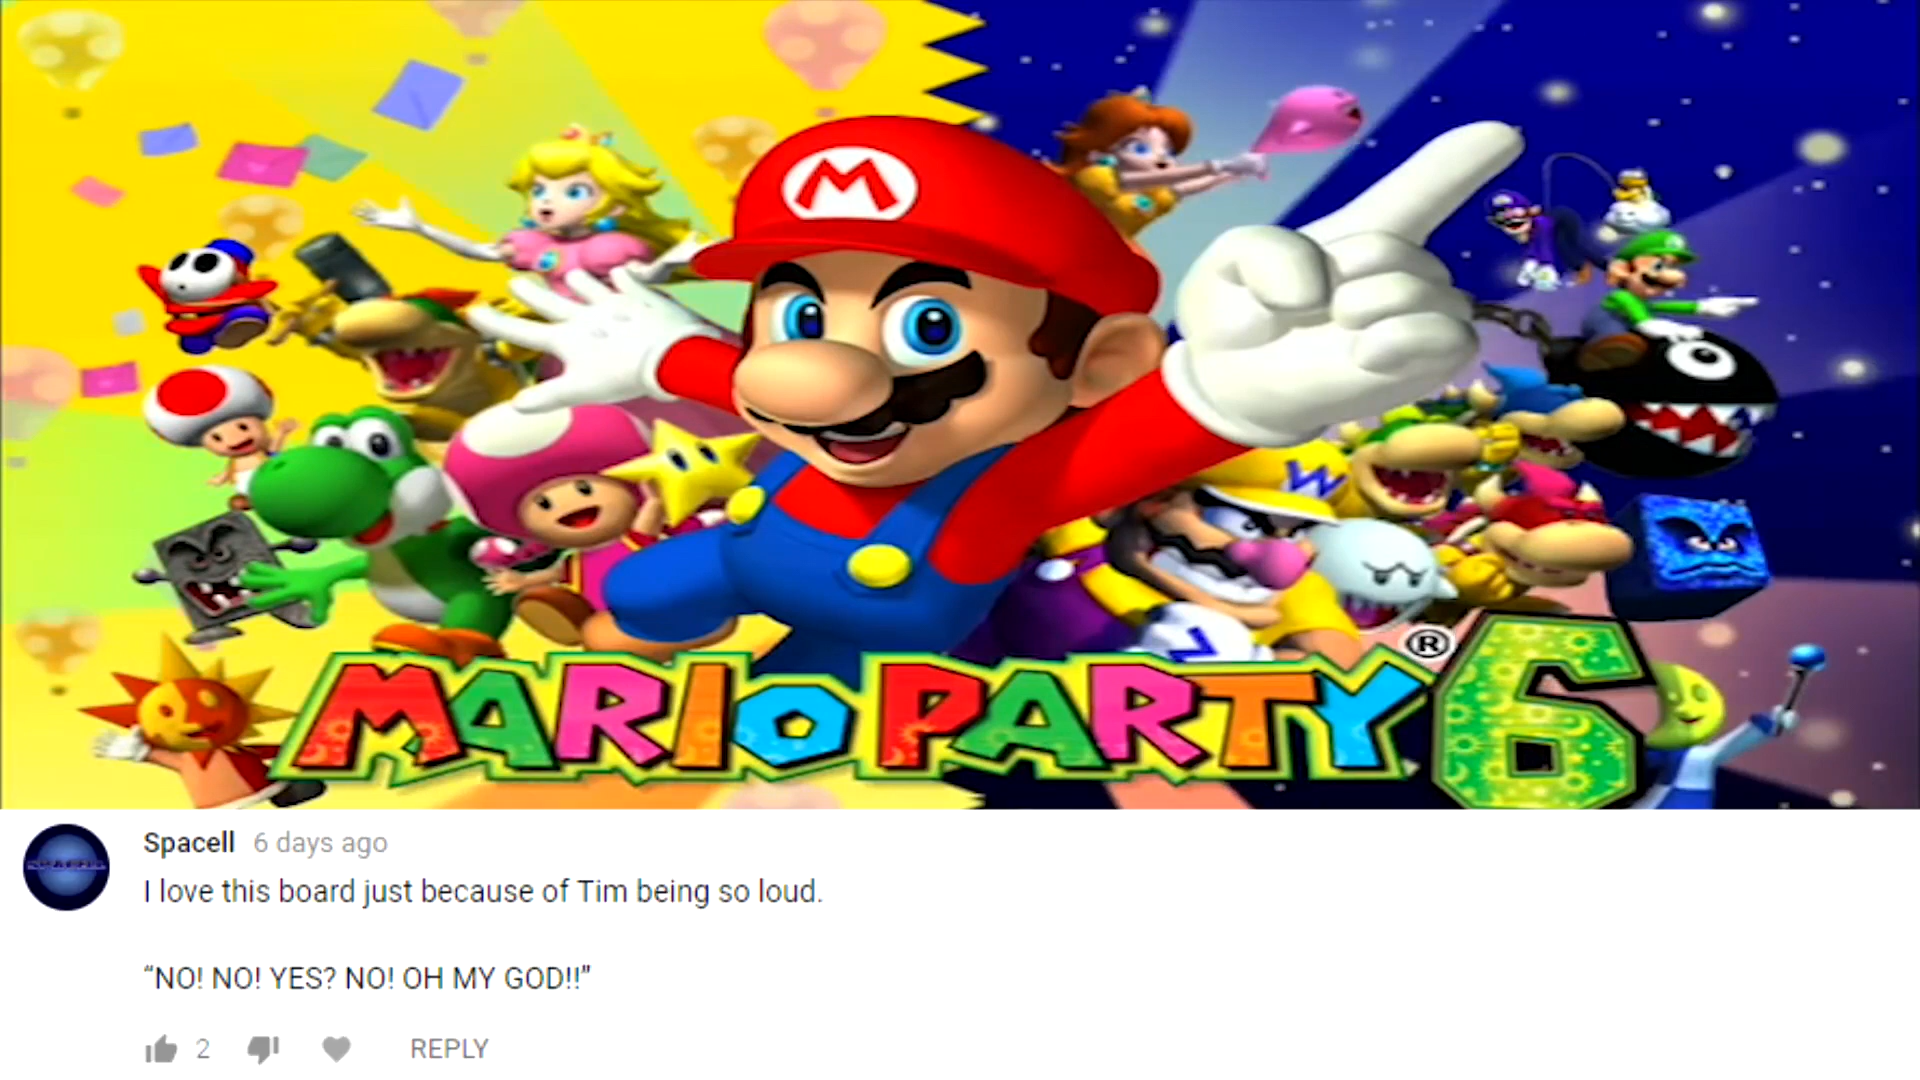 M
W
MARIO PARTY 6
®
SPACELL
Spacell 6 days ago
I love this board just because of Tim being so loud.
“NO! NO! YES? NO! OH MY GOD!!”
2 REPLY